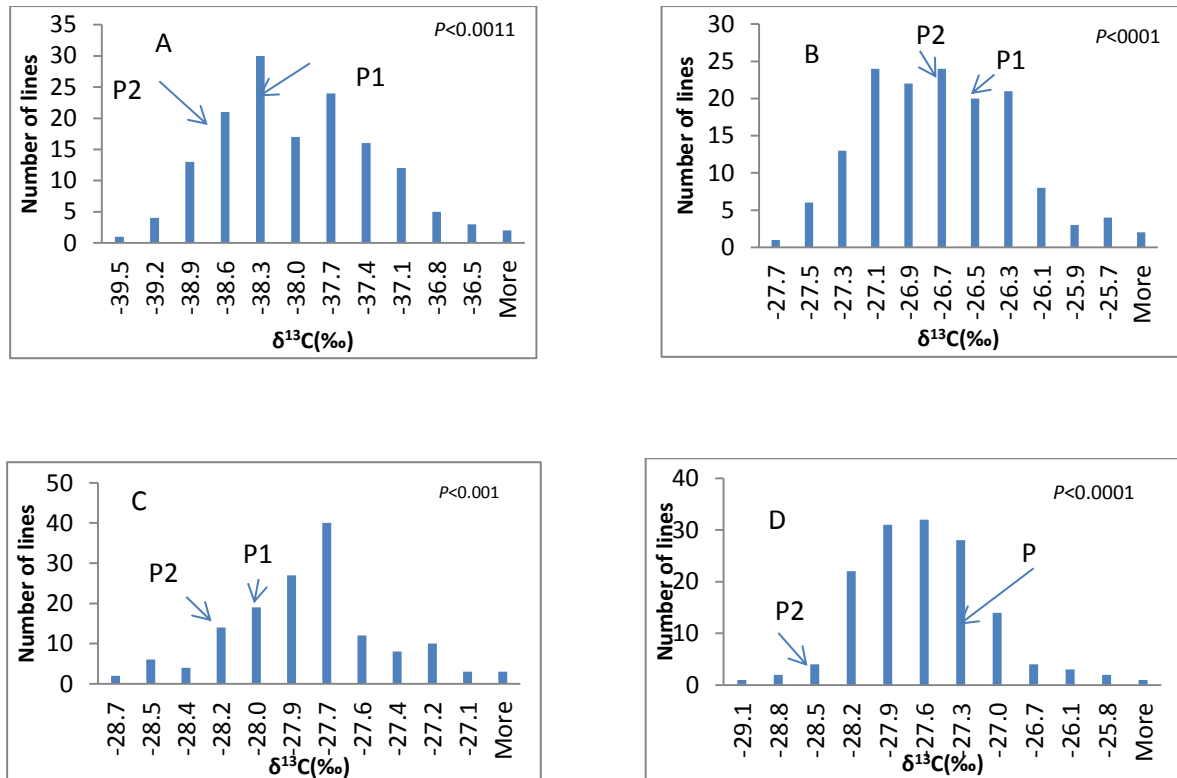 35
30
25
20
15
10
5
0
Number of lines
A
P<0.0011
P2
P1
-39.5
-39.2
-38.9
-38.6
-38.3
-38.0
-37.7
-37.4
-37.1
-36.8
-36.5
More
δ¹³C(‰)
30
25
20
15
10
5
0
Number of lines
B
P<0001
P2
P1
-27.7
-27.5
-27.3
-27.1
-26.9
-26.7
-26.5
-26.3
-26.1
-25.9
-25.7
More
δ¹³C(‰)
50
40
30
20
10
0
Number of lines
C
P<0.001
P2
P1
-28.7
-28.5
-28.4
-28.2
-28.0
-27.9
-27.7
-27.6
-27.4
-27.2
-27.1
More
δ¹³C(‰)
40
30
20
10
0
Number of lines
D
P<0.0001
P2
P
-29.1
-28.8
-28.5
-28.2
-27.9
-27.6
-27.3
-27.0
-26.7
-26.1
-25.8
More
δ¹³C(‰)